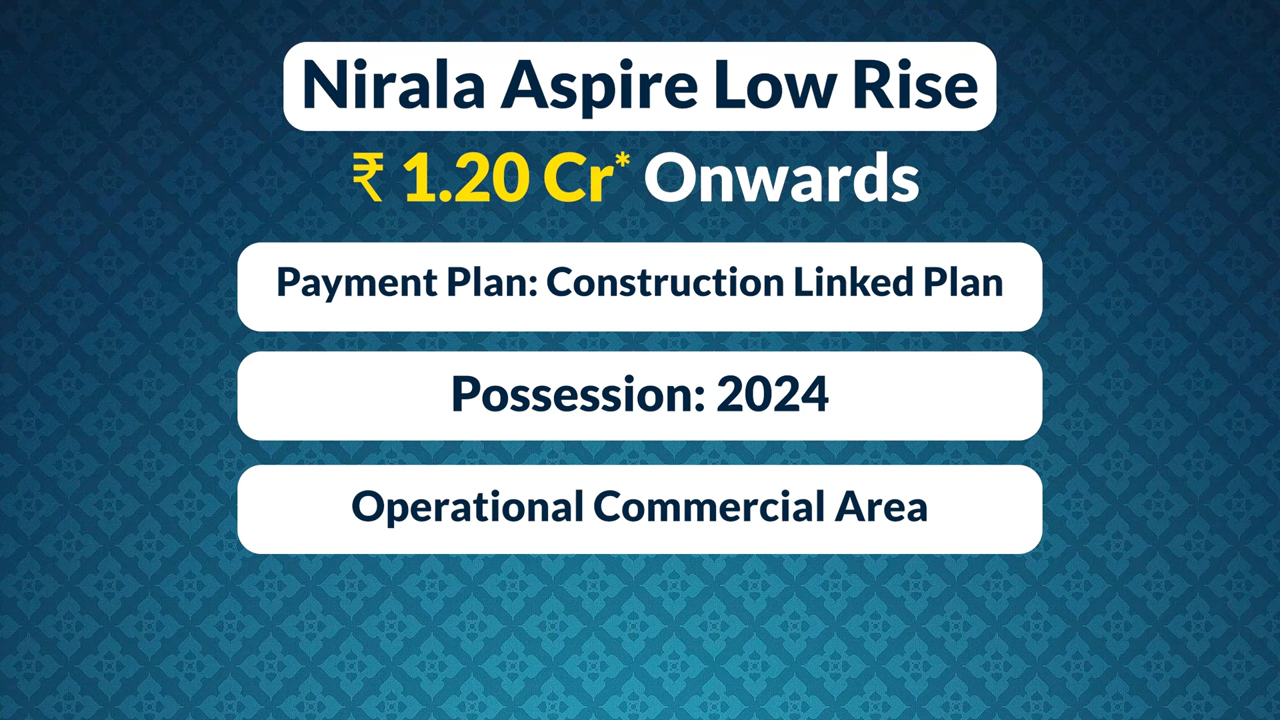 Nirala Aspire Low Rise
₹ 1.20 Cr* Onwards
Payment Plan: Construction Linked Plan
Possession: 2024
Operational Commercial Area